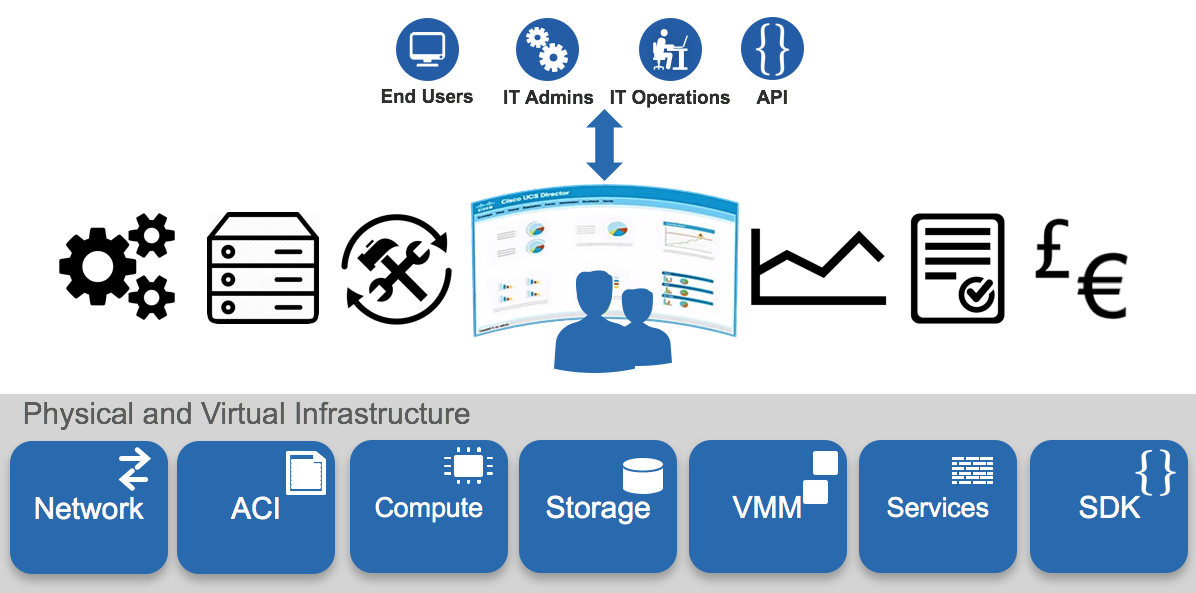 End Users
IT Admins
IT Operations
API
CISCO
Cisco UCS Director
£
€
Physical and Virtual Infrastructure
Network
ACI
Compute
Storage
VMM
Services
{ }
SDK